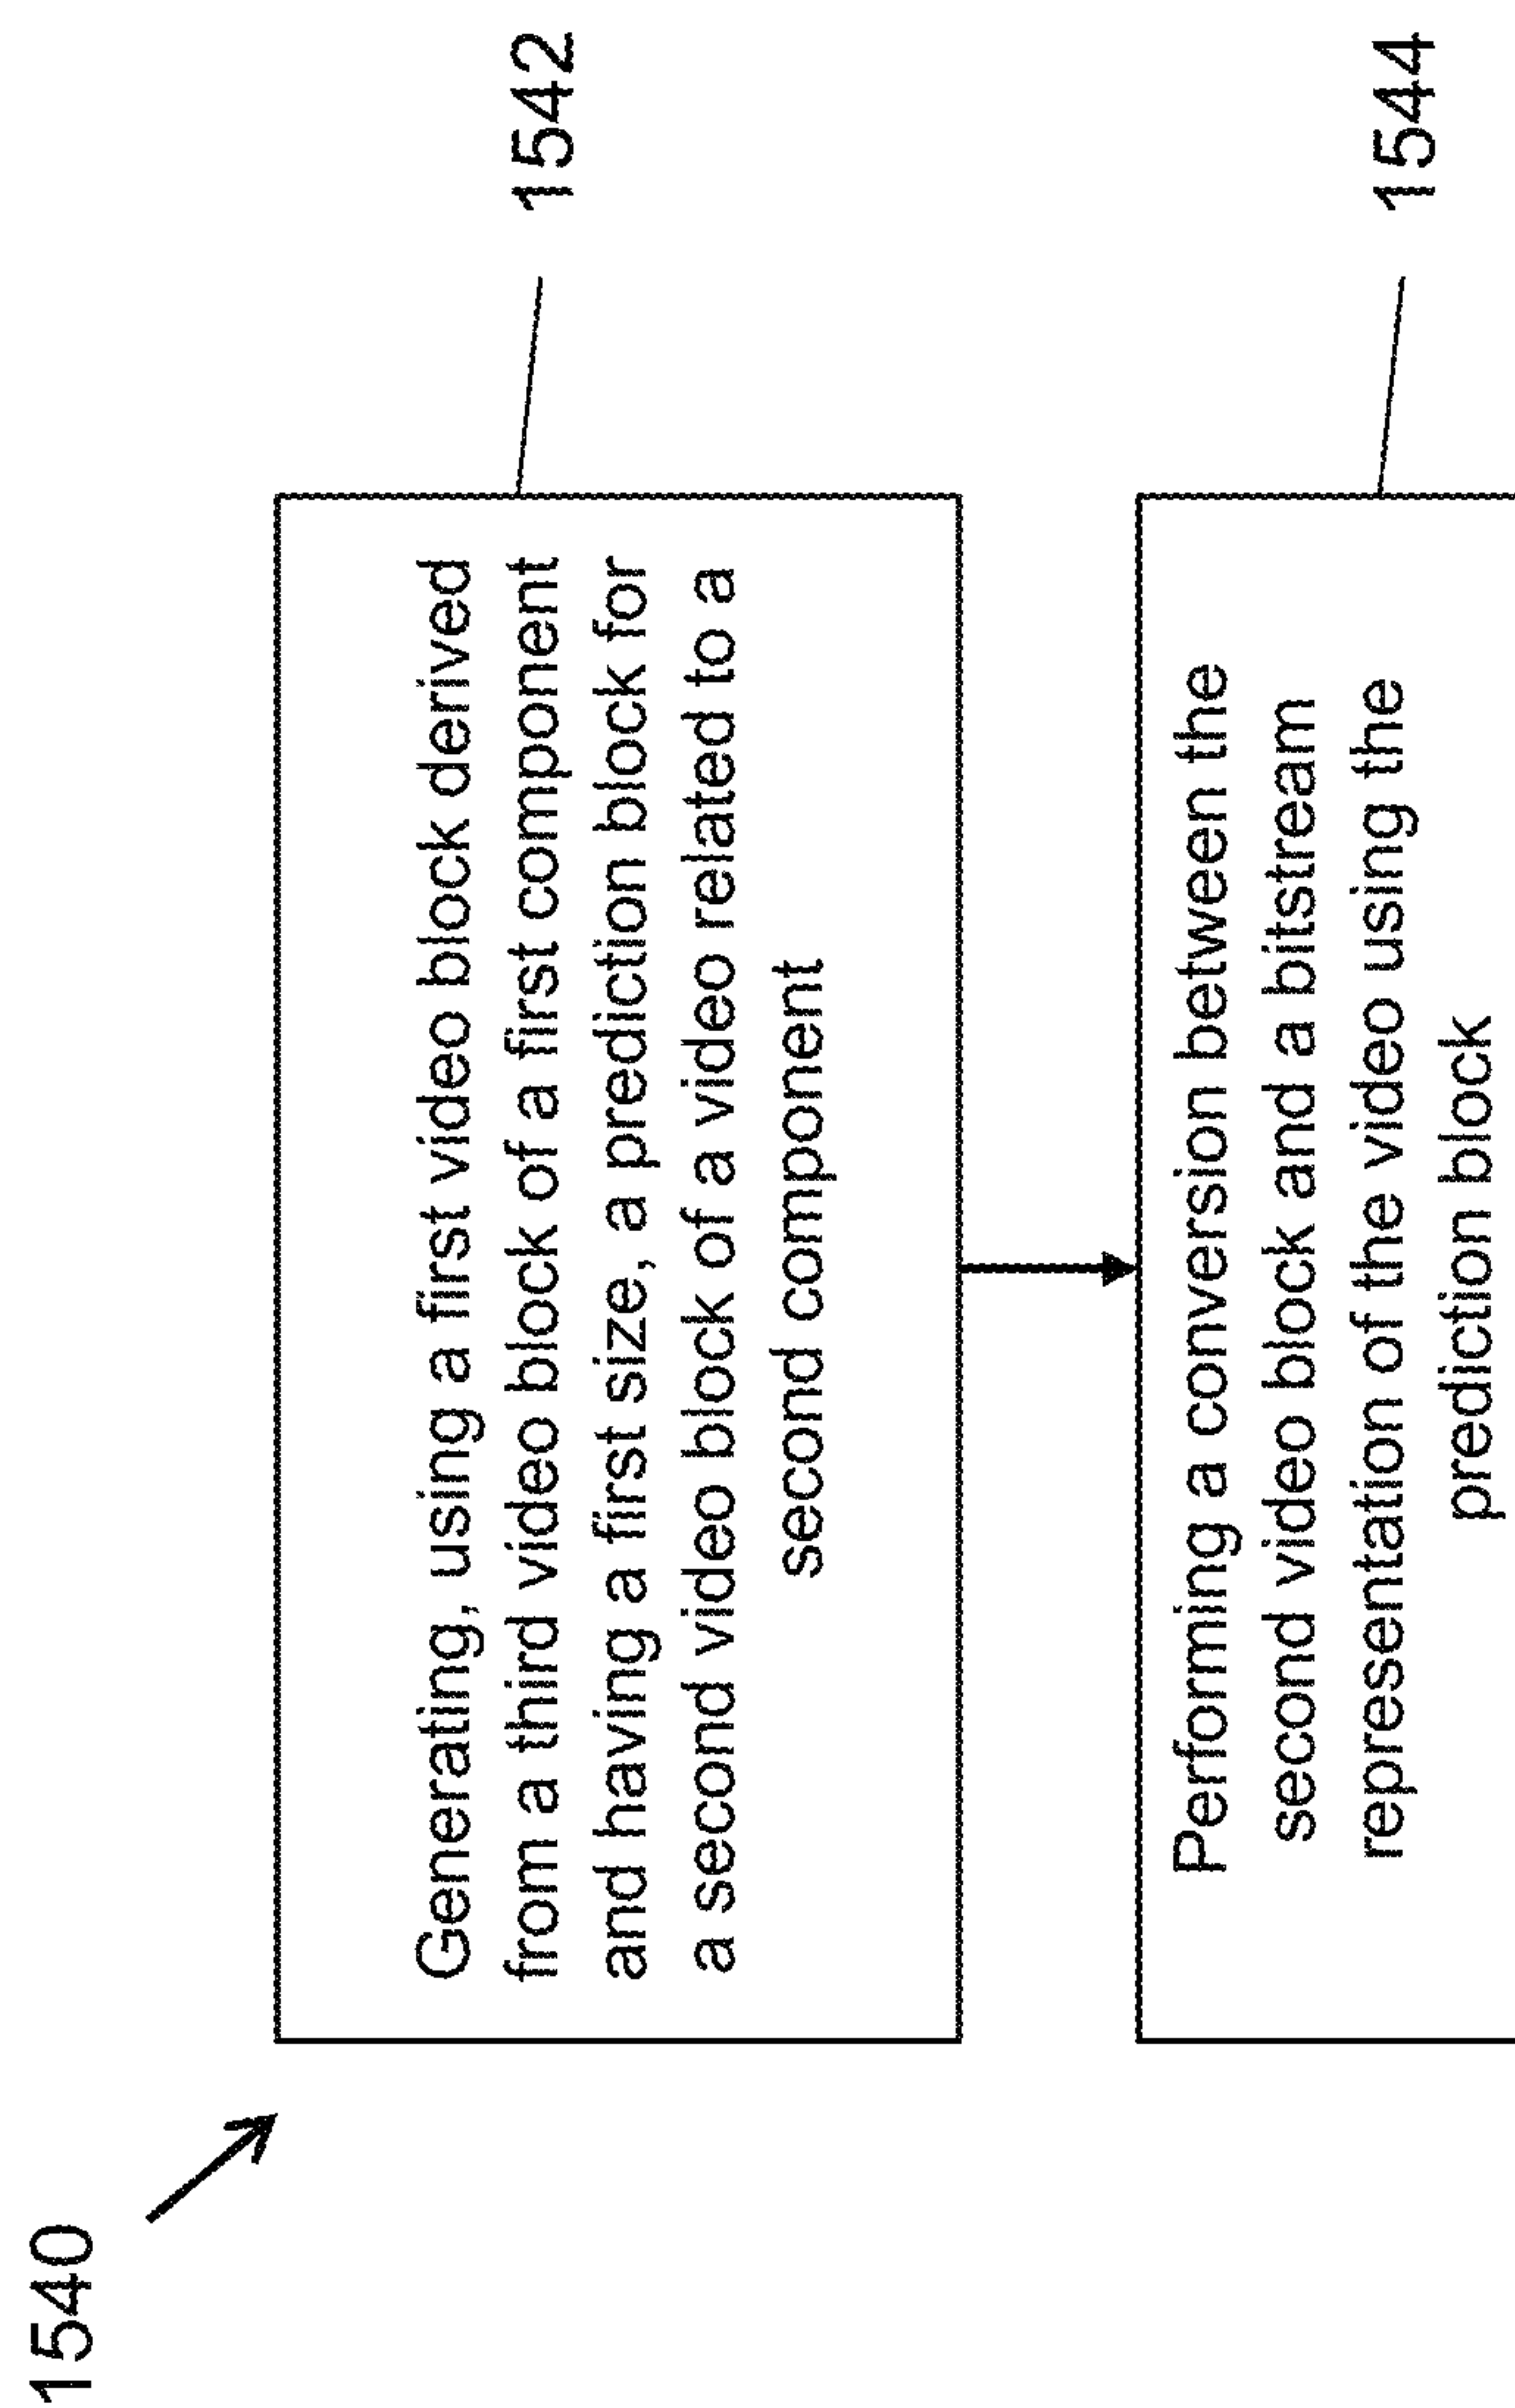 1540
Generating, using a first video block derived
from a third video block of a first component
and having a first size, a prediction block for
a second video block of a video related to a
second component
1542
Performing a conversion between the
second video block and a bitstream
representation of the video using the
prediction block
1544